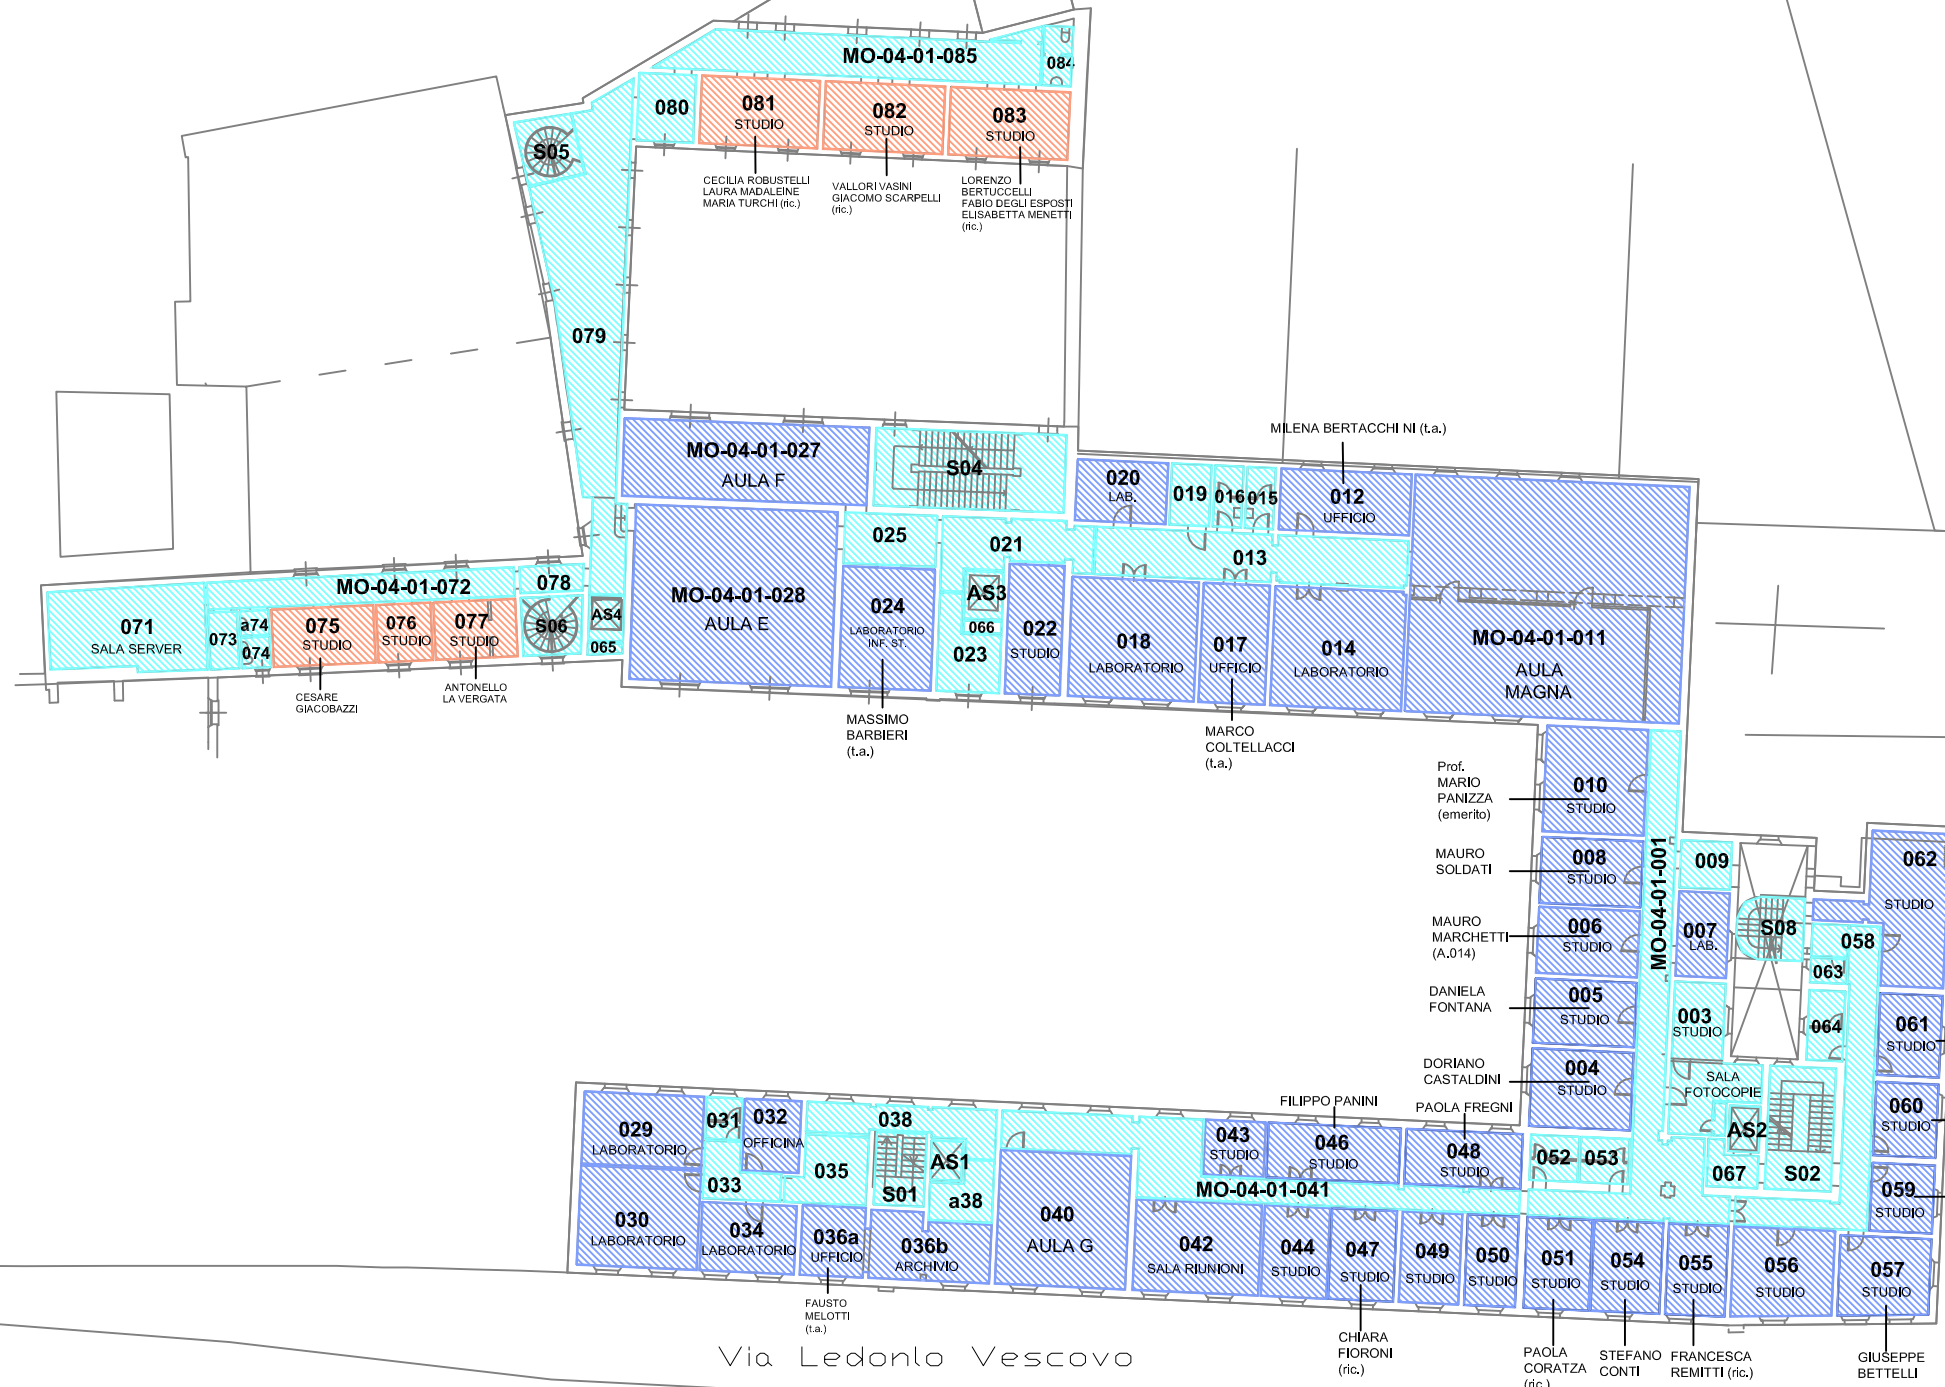 MO-04-01-085
084
080
081
STUDIO
082
STUDIO
083
STUDIO
S05
CECILIA ROBUSTELLI
LAURA MADALEINE
MARIA TURCHI (ric.)
VALLORI VASINI
GIACOMO SCARPELLI
(ric.)
LORENZO
BERTUCCELLI
FABIO DEGLI ESPOSTI
ELISABETTA MENETTI
(ric.)
079
MILENA BERTACCHI NI (t.a.)
MO-04-01-027
AULA F
S04
020
LAB.
019
016
015
012
UFFICIO
025
021
013
MO-04-01-072
078
071
SALA SERVER
073
a74
074
075
STUDIO
076
STUDIO
077
STUDIO
S06
AS4
065
MO-04-01-028
AULA E
024
LABORATORIO
INF. ST.
AS3
066
023
022
STUDIO
018
LABORATORIO
017
UFFICIO
014
LABORATORIO
MO-04-01-011
AULA
MAGNA
CESARE
GIACOBAZZI
ANTONELLO
LA VERGATA
MASSIMO
BARBIERI
(t.a.)
MARCO
COLTELLACCI
(t.a.)
Prof.
MARIO
PANIZZA
(emerito)
010
STUDIO
MAURO
SOLDATI
008
STUDIO
MO-04-01-001
009
062
STUDIO
MAURO
MARCHETTI
(A.014)
006
STUDIO
007
LAB.
S08
058
063
DANIELA
FONTANA
005
STUDIO
003
STUDIO
064
061
STUDIO
DORIANO
CASTALDINI
004
STUDIO
SALA
FOTOCOPIE
AS2
060
STUDIO
FILIPPO PANINI
PAOLA FREGNI
029
LABORATORIO
031
032
OFFICINA
038
035
033
S01
AS1
a38
043
STUDIO
046
STUDIO
048
STUDIO
052
053
067
S02
059
STUDIO
MO-04-01-041
030
LABORATORIO
034
LABORATORIO
036a
UFFICIO
036b
ARCHIVIO
040
AULA G
042
SALA RIUNIONI
044
STUDIO
047
STUDIO
049
STUDIO
050
STUDIO
051
STUDIO
054
STUDIO
055
STUDIO
056
STUDIO
057
STUDIO
FAUSTO
MELOTTI
(t.a.)
Via Ledonlo Vescovo
CHIARA
FIORONI
(ric.)
PAOLA
CORATZA
(ric.)
STEFANO
CONTI
FRANCESCA
REMITTI (ric.)
GIUSEPPE
BETTELLI